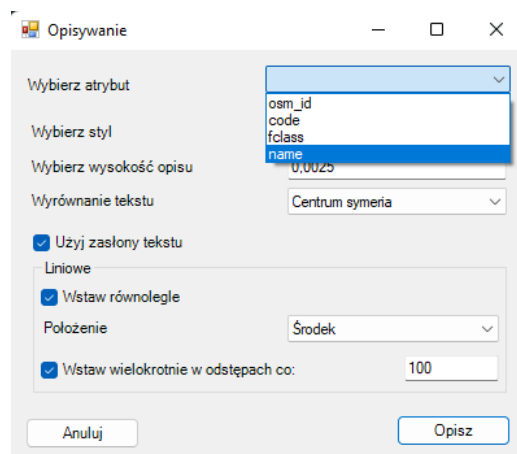 Opisywanie
Wybierz atrybut
osm_id
code
fclass
name
Wybierz styl
Wybierz wysokość opisu 0,0025
Wyrównanie tekstu Centrum symeria
Użyj zasłony tekstu
Liniowe
Wstaw równolegle
Położenie Środek
Wstaw wielokrotnie w odstępach co: 100
Anuluj Opisz